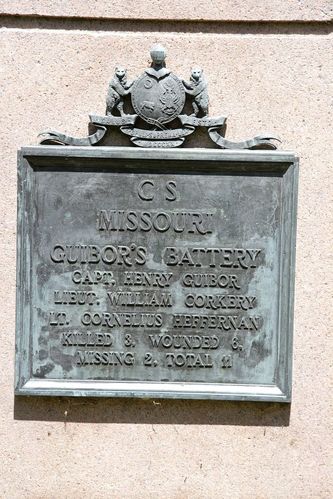 C S
MISSOURI
GUIBOR'S BATTERY
CAPT. HENRY GUIBOR
LIEUT. WILLIAM CORKERY
LT. CORNELIUS HEFFERNAN
KILLED 3, WOUNDED 6,
MISSING 2, TOTAL 11